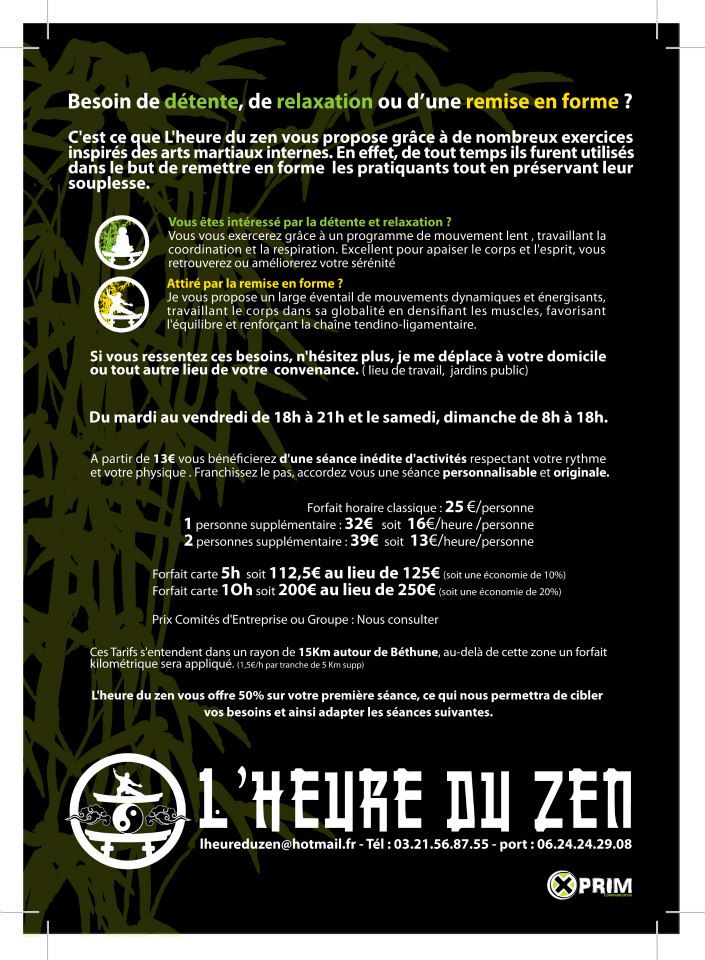 Besoin de détente, de relaxation ou d'une remise en forme ?
C'est ce que L'heure du zen vous propose grâce à de nombreux exercices
inspirés des arts martiaux internes. En effet, de tout temps ils furent utilisés
dans le but de remettre en forme les pratiquants tout en préservant leur
souplesse.
Vous êtes intéressé par la détente et relaxation ?
Vous vous exercerez grâce à un programme de mouvement lent , travaillant la
coordination et la respiration. Excellent pour apaiser le corps et l'esprit, vous
retrouverez ou améliorerez votre sérénité
Attiré par la remise en forme ?
Je vous propose un large éventail de mouvements dynamiques et énergisants,
travaillant le corps dans sa globalité en densifiant les muscles, favorisant
l'équilibre et renforçant la chaîne tendino-ligamentaire.
Si vous ressentez ces besoins, n'hésitez plus, je me déplace à votre domicile
ou tout autre lieu de votre convenance. ( lieu de travail, jardins public)
Du mardi au vendredi de 18h à 21h et le samedi, dimanche de 8h à 18h.
A partir de 13€ vous bénéficierez d'une séance inédite d'activités respectant votre rythme
et votre physique . Franchissez le pas, accordez vous une séance personnalisable et originale.
Forfait horaire classique : 25 €/personne
1 personne supplémentaire : 32€ soit 16€/heure /personne
2 personnes supplémentaire : 39€ soit 13€/heure/personne
Forfait carte 5h soit 112,5€ au lieu de 125€ (soit une économie de 10%)
Forfait carte 1Oh soit 200€ au lieu de 250€ (soit une économie de 20%)
Prix Comités d'Entreprise ou Groupe : Nous consulter
Ces Tarifs s'entendent dans un rayon de 15Km autour de Béthune, au-delà de cette zone un forfait
kilométrique sera appliqué. (1,5€/h par tranche de 5 Km supp)
L'heure du zen vous offre 50% sur votre première séance, ce qui nous permettra de cibler
vos besoins et ainsi adapter les séances suivantes.
L'HEURE DU ZEN
lheureduzen@hotmail.fr - Tél : 03.21.56.87.55 - port : 06.24.24.29.08
X PRIM
Communication